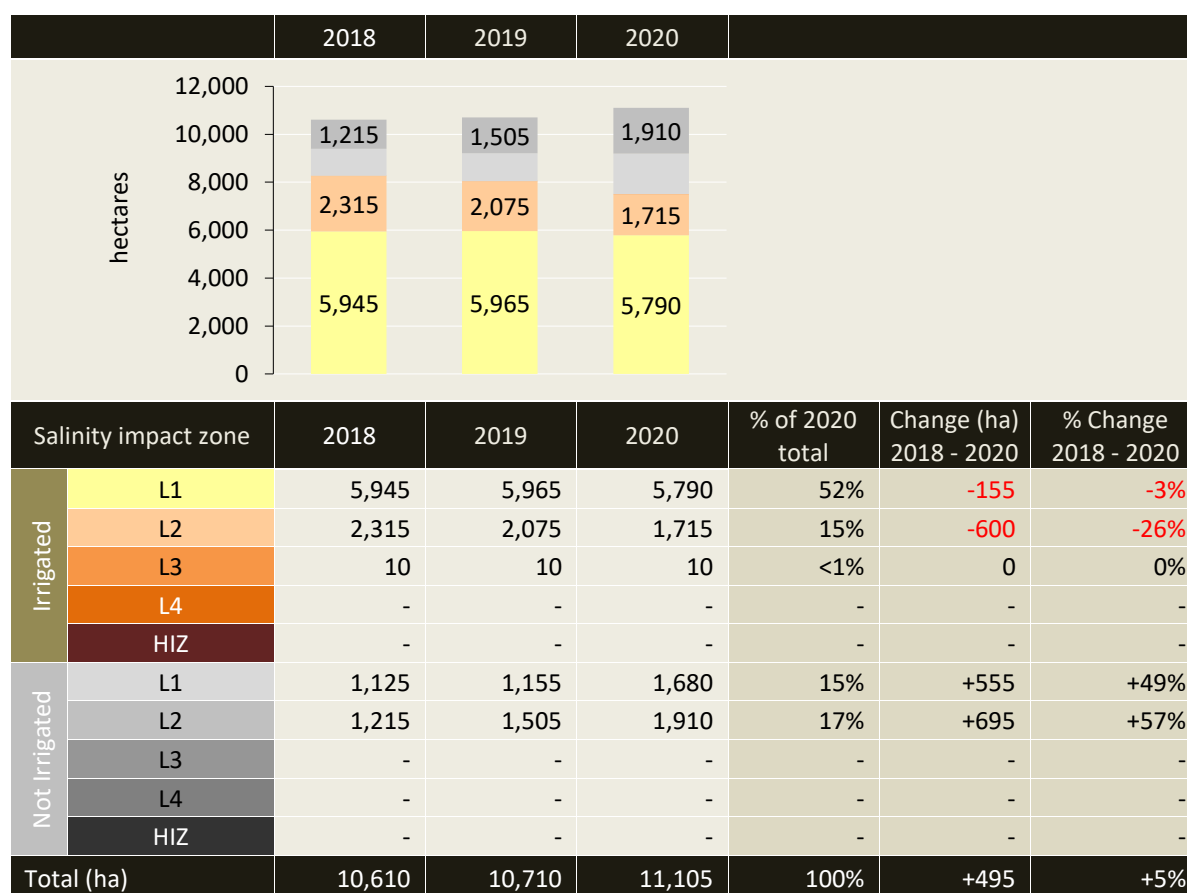 2018 2019 2020
12,000
10,000
8,000
6,000
4,000
2,000
0
hectares
1,215 1,505 1,910
2,315 2,075 1,715
5,945 5,965 5,790
Salinity impact zone 2018 2019 2020 % of 2020 total Change (ha) 2018 - 2020 % Change 2018 - 2020
Irrigated
L1 5,945 5,965 5,790 52% -155 -3%
L2 2,315 2,075 1,715 15% -600 -26%
L3 10 10 10 <1% 0 0%
L4 - - - - - -
HIZ - - - - - -
Not Irrigated
L1 1,125 1,155 1,680 15% +555 +49%
L2 1,215 1,505 1,910 17% +695 +57%
L3 - - - - - -
L4 - - - - - -
HIZ - - - - - -
Total (ha) 10,610 10,710 11,105 100% +495 +5%